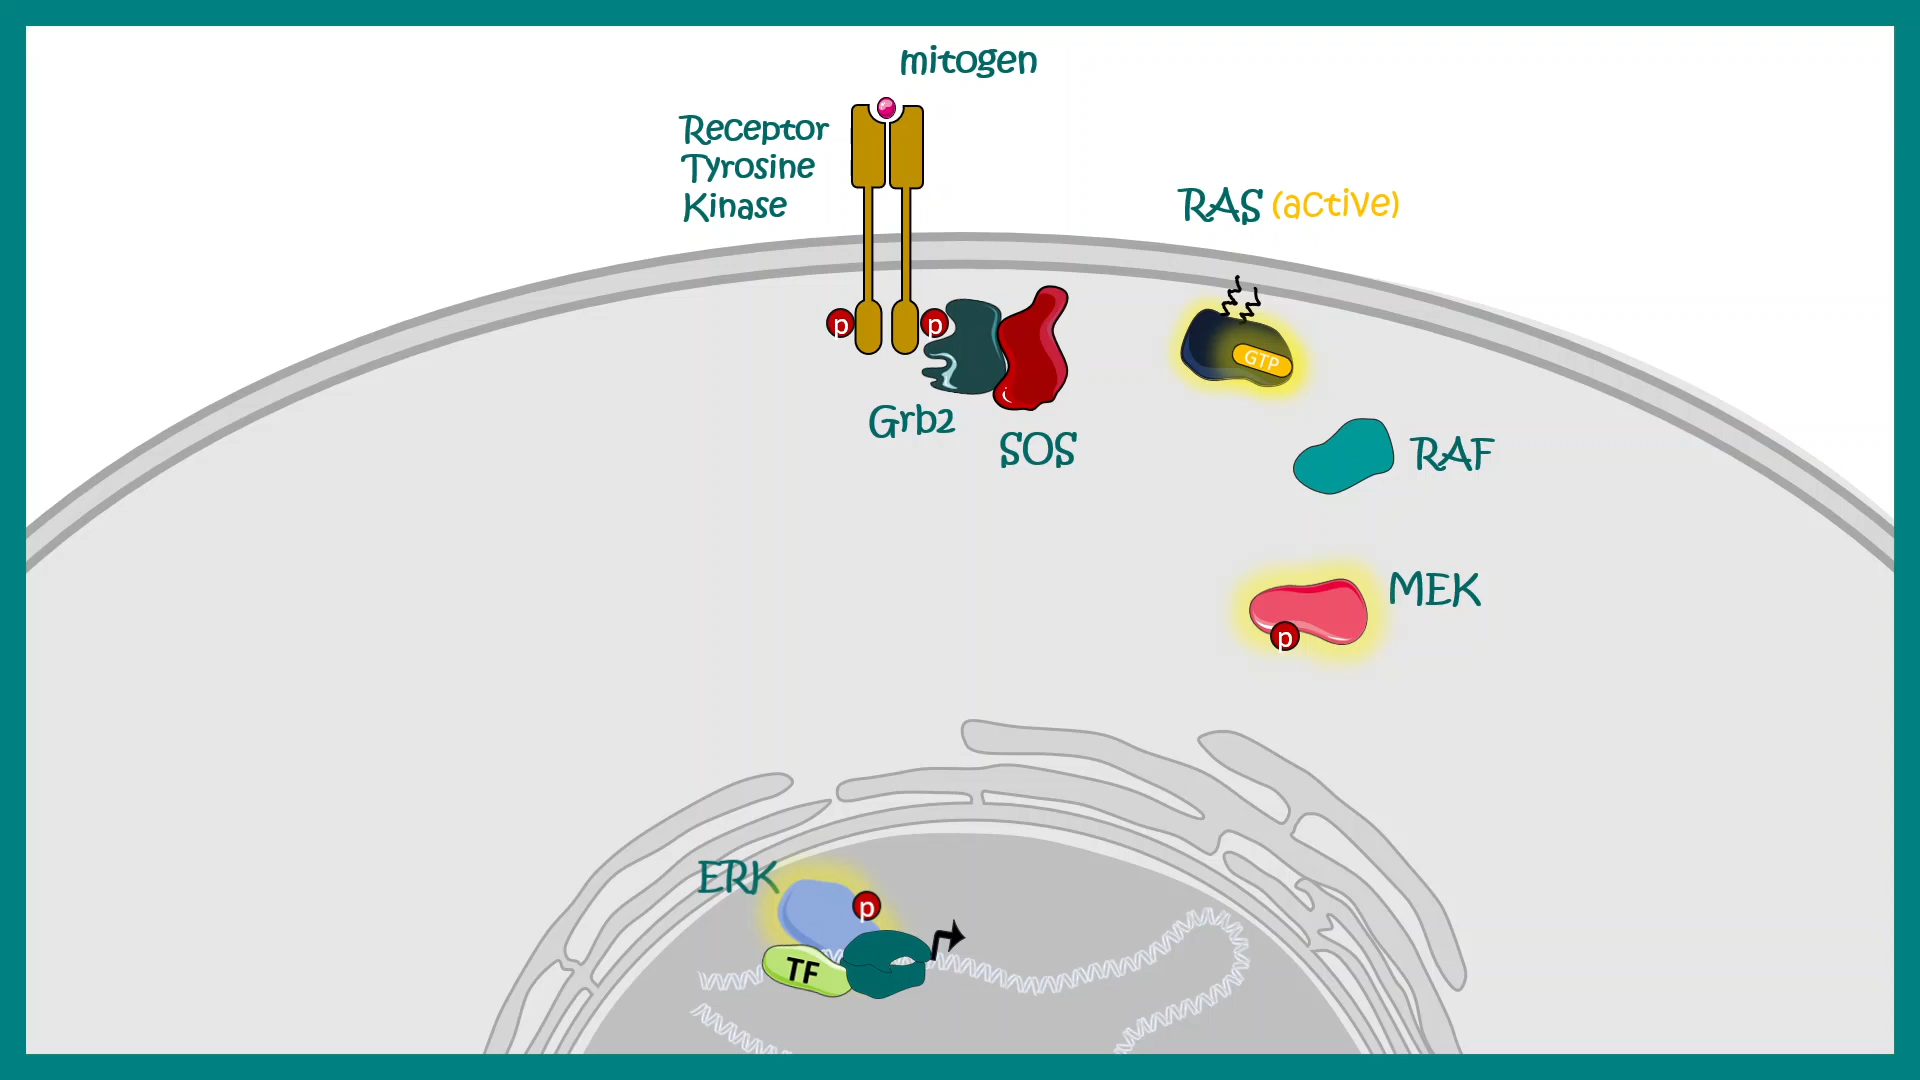 mitogen
Receptor
Tyrosine
Kinase
RAS (active)
p
p
GTP
Grb2
SOS
RAF
MEK
p
ERK
p
TF